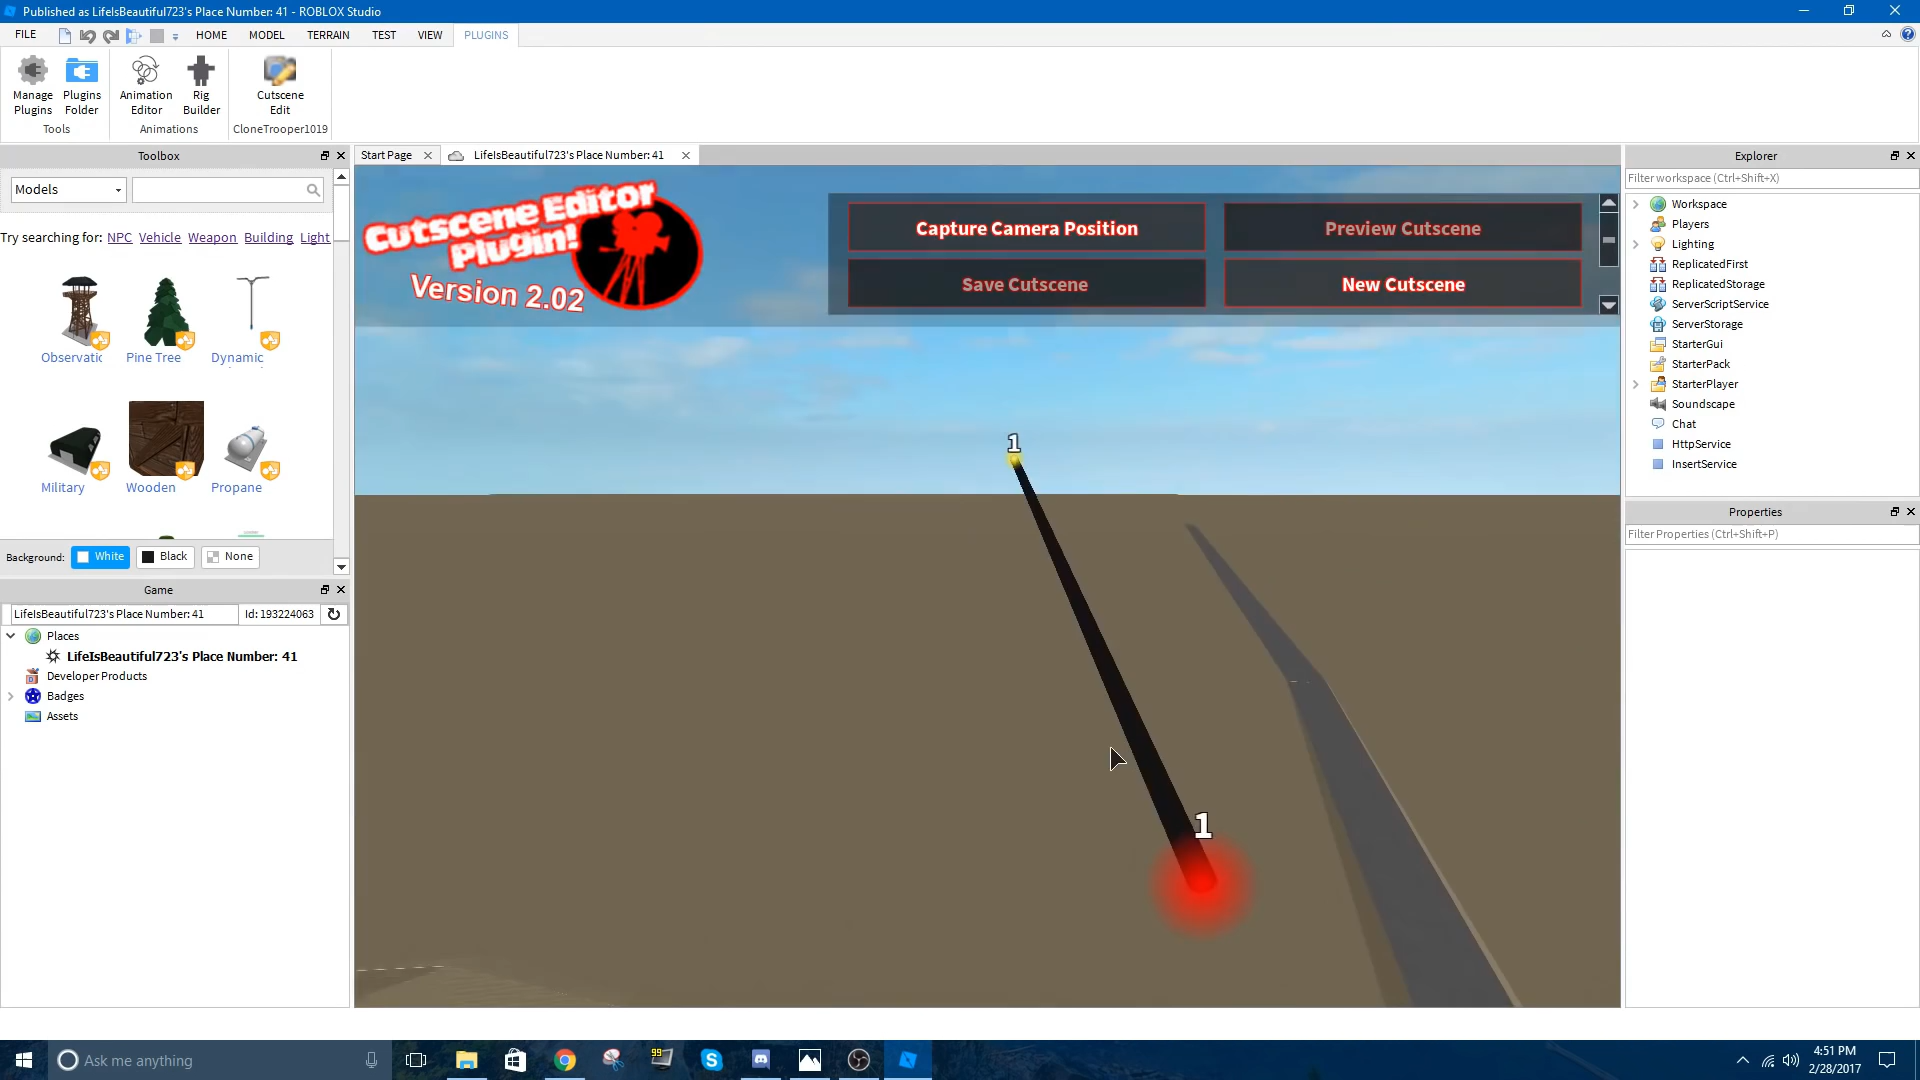 Published as LifeIsBeautiful723's Place Number: 41 - ROBLOX Studio
FILE
HOME
MODEL
TERRAIN
TEST
VIEW
PLUGINS
Manage Plugins
Plugins Folder
Animation Editor
Rig Builder
Cutscene Edit
Tools
Animations
CloneTrooper1019
Toolbox
Models
Try searching for: NPC Vehicle Weapon Building Light
Observatic
Pine Tree
Dynamic
Military
Wooden
Propane
Background: White Black None
Game
LifeIsBeautiful723's Place Number: 41
Id: 193224063
Places
LifeIsBeautiful723's Place Number: 41
Developer Products
Badges
Assets
Start Page
LifeIsBeautiful723's Place Number: 41
Cutscene Editor
Plugin!
Version 2.02
Capture Camera Position
Preview Cutscene
Save Cutscene
New Cutscene
1
1
Explorer
Filter workspace (Ctrl+Shift+X)
Workspace
Players
Lighting
ReplicatedFirst
ReplicatedStorage
ServerScriptService
ServerStorage
StarterGui
StarterPack
StarterPlayer
Soundscape
Chat
HttpService
InsertService
Properties
Filter Properties (Ctrl+Shift+P)
Ask me anything
99
4:51 PM
2/28/2017